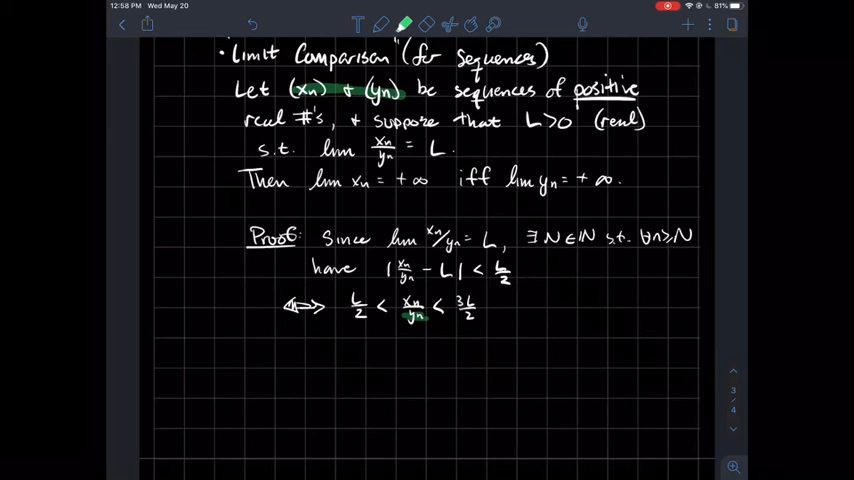 12:58 PM Wed May 20
81%
• Limit Comparison" (for sequences)
Let (xn) + (yn) be sequences of positive
real #'s, + suppose that L>0 (real)
s.t. lim xn/yn = L.
Then lim xn = +∞ iff lim yn = +∞.
Proof: Since lim xn/yn = L, ∃ N∈ℕ s.t. ∀n≥N
have |xn/yn - L| < L/2
⟺ L/2 < xn/yn < 3L/2
3
/
4